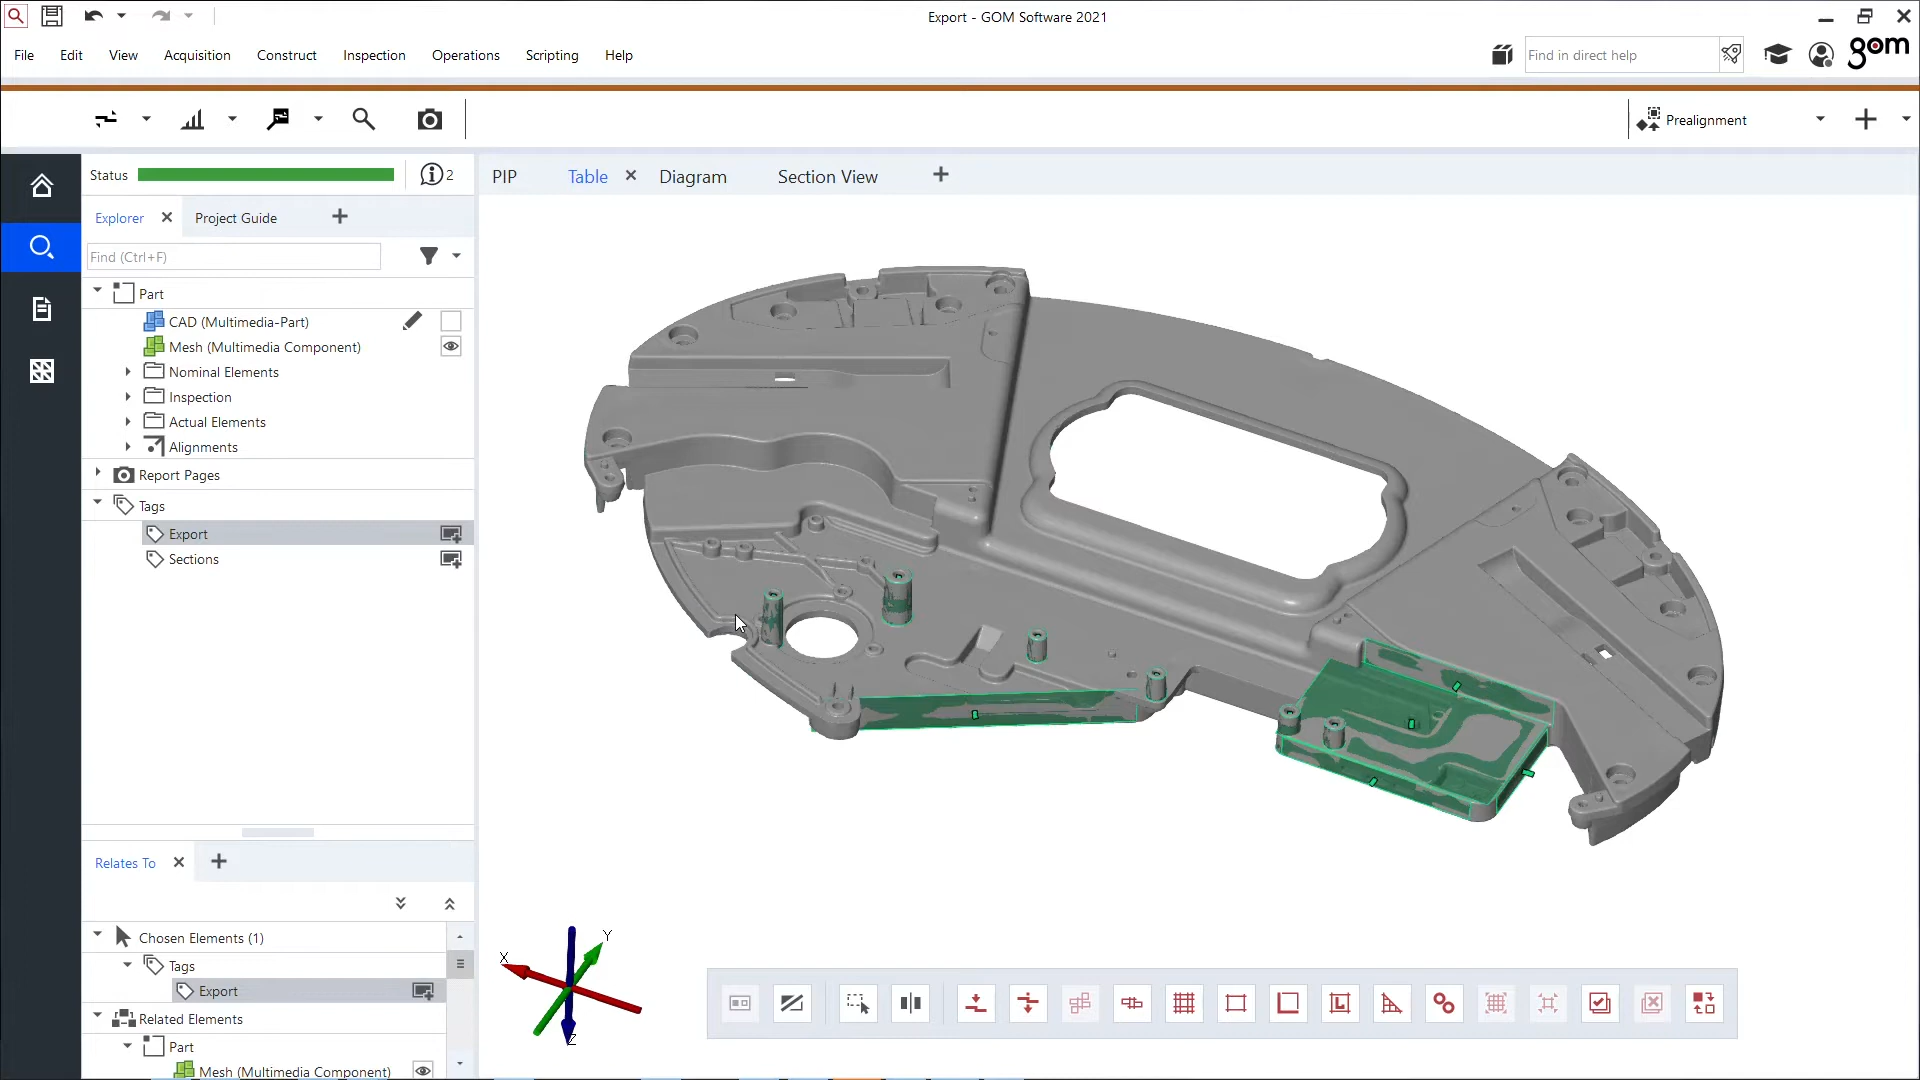 Export - GOM Software 2021
File Edit View Acquisition Construct Inspection Operations Scripting Help
Find in direct help
gom
Prealignment
Status
2
PIP Table Diagram Section View
Explorer Project Guide
Find (Ctrl+F)
Part
CAD (Multimedia-Part)
Mesh (Multimedia Component)
Nominal Elements
Inspection
Actual Elements
Alignments
Report Pages
Tags
Export
Sections
Relates To
Chosen Elements (1)
Tags
Export
Related Elements
Part
Mesh (Multimedia Component)
X
Y
Z